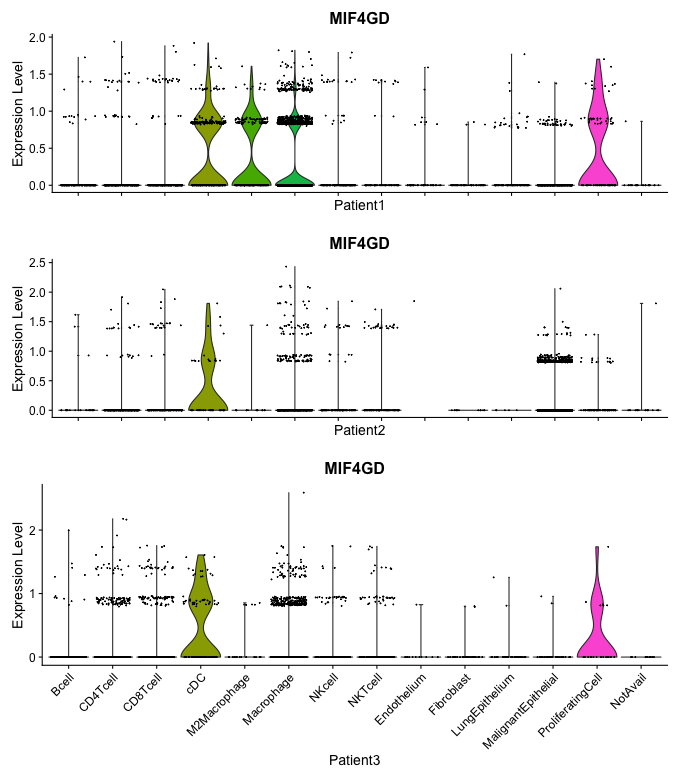 MIF4GD
Expression Level
2.0
1.5
1.0
0.5
0.0
Patient1
MIF4GD
Expression Level
2.5
2.0
1.5
1.0
0.5
0.0
Patient2
MIF4GD
Expression Level
2
1
0
Bcell
CD4Tcell
CD8Tcell
cDC
M2Macrophage
Macrophage
NKcell
NKTcell
Endothelium
Fibroblast
LungEpithelium
MalignantEpithelial
ProliferatingCell
NotAvail
Patient3